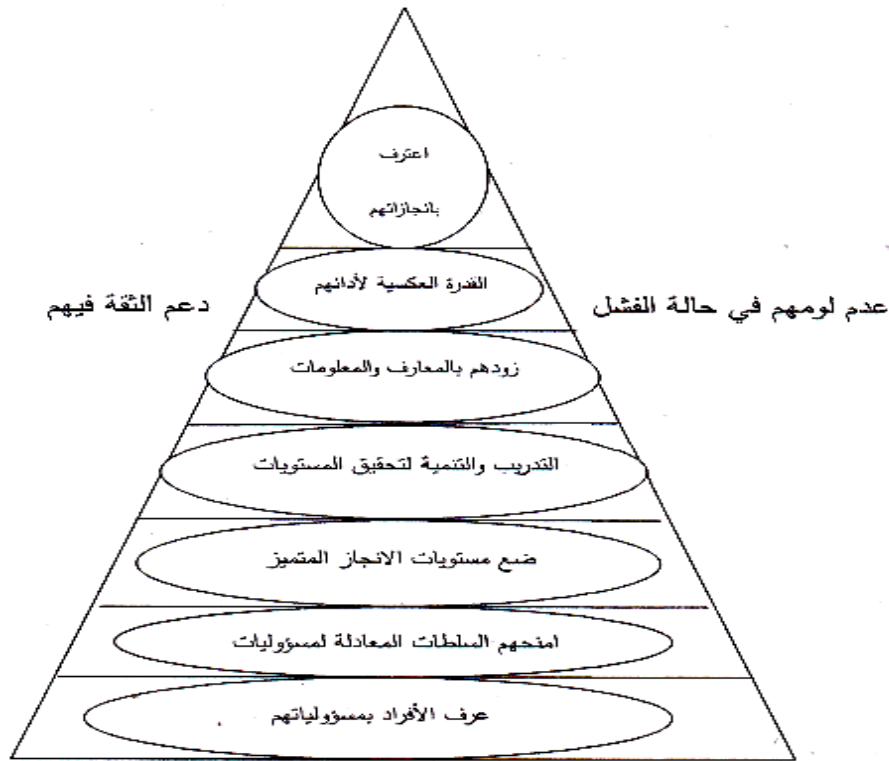 اعترف
بانجازاتهم
القدرة العكسية لأدائهم
عدم لومهم في حالة الفشل
دعم الثقة فيهم
زودهم بالمعارف والمعلومات
التدريب والتنمية لتحقيق المستويات
ضع مستويات الانجاز المتميز
امنحهم السلطات المعادلة لمسؤوليات
عرف الأفراد بمسؤولياتهم